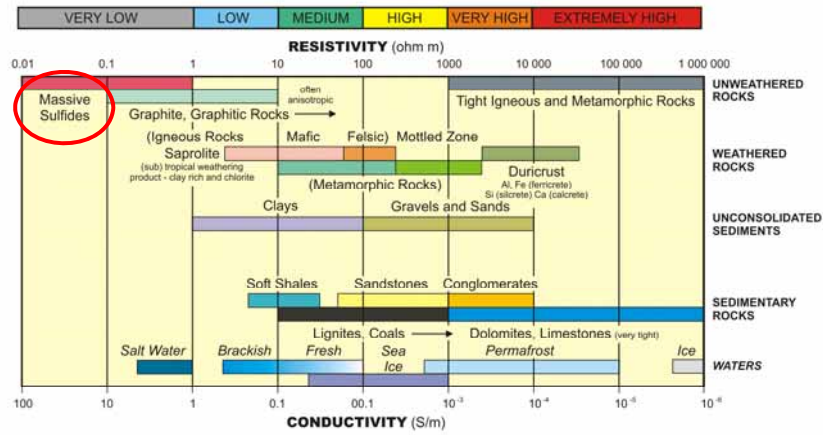 VERY LOW LOW MEDIUM HIGH VERY HIGH EXTREMELY HIGH
RESISTIVITY (ohm m)
0.01 0.1 1 10 100 1000 10 000 100 000 1 000 000
UNWEATHERED
ROCKS
Massive
Sulfides
often
anisotropic
Graphite, Graphitic Rocks
Tight Igneous and Metamorphic Rocks
(Igneous Rocks Mafic Felsic) Mottled Zone
Saprolite
(sub) tropical weathering
product - clay rich and chlorite
(Metamorphic Rocks)
Duricrust
Al, Fe (ferricrete)
Si (silcrete) Ca (calcrete)
WEATHERED
ROCKS
Clays Gravels and Sands
UNCONSOLIDATED
SEDIMENTS
Soft Shales Sandstones Conglomerates
SEDIMENTARY
ROCKS
Lignites, Coals Dolomites, Limestones (very tight)
Salt Water Brackish Fresh Sea
Ice
Permafrost Ice
WATERS
100 10 1 0.1 00.1 10⁻³ 10⁻⁴ 10⁻⁵ 10⁻⁶
CONDUCTIVITY (S/m)